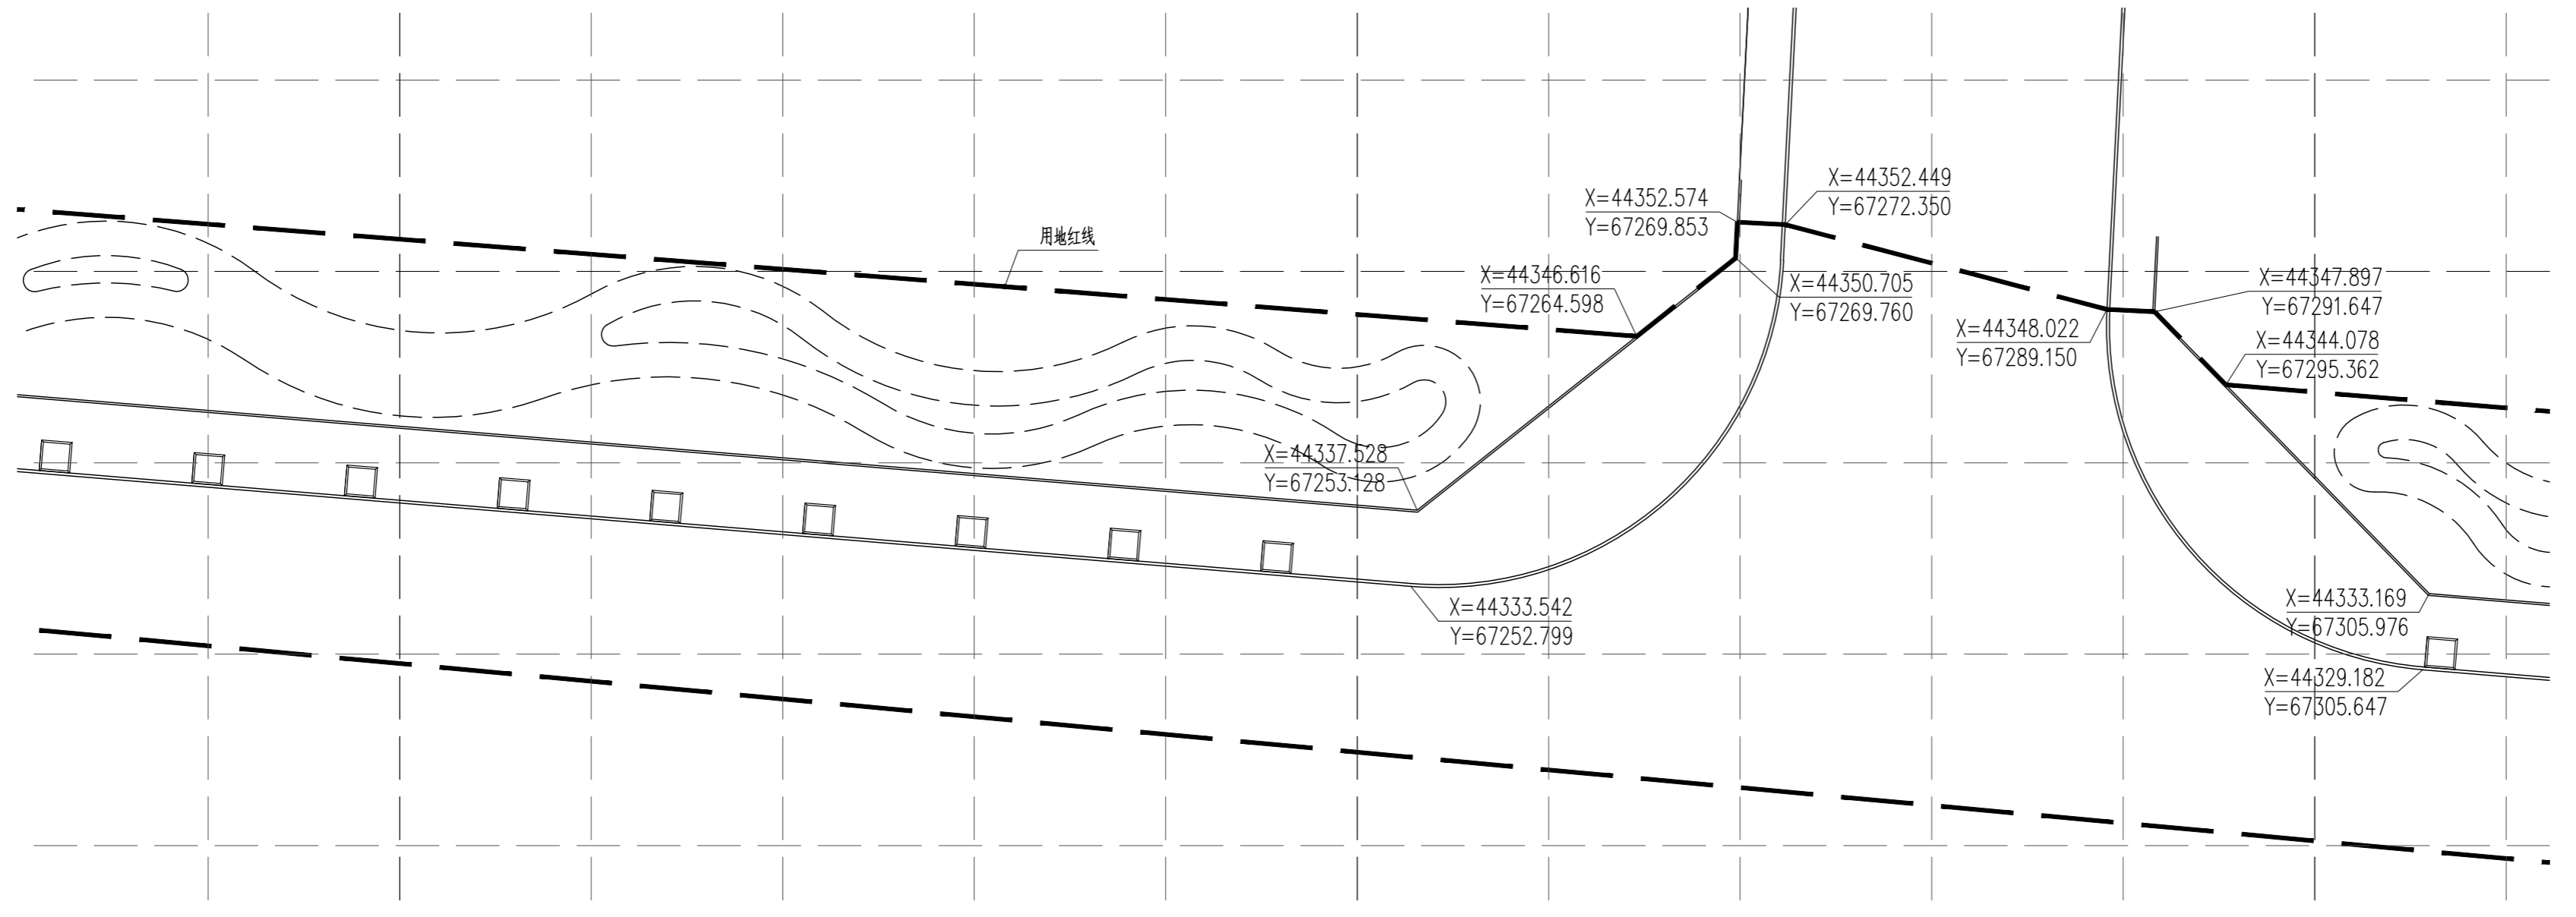 X=44352.449
Y=67272.350
X=44352.574
Y=67269.853
用地红线
X=44346.616
Y=67264.598
X=44350.705
Y=67269.760
X=44347.897
Y=67291.647
X=44348.022
Y=67289.150
X=44344.078
Y=67295.362
X=44337.528
Y=67253.128
X=44333.542
Y=67252.799
X=44333.169
Y=67305.976
X=44329.182
Y=67305.647